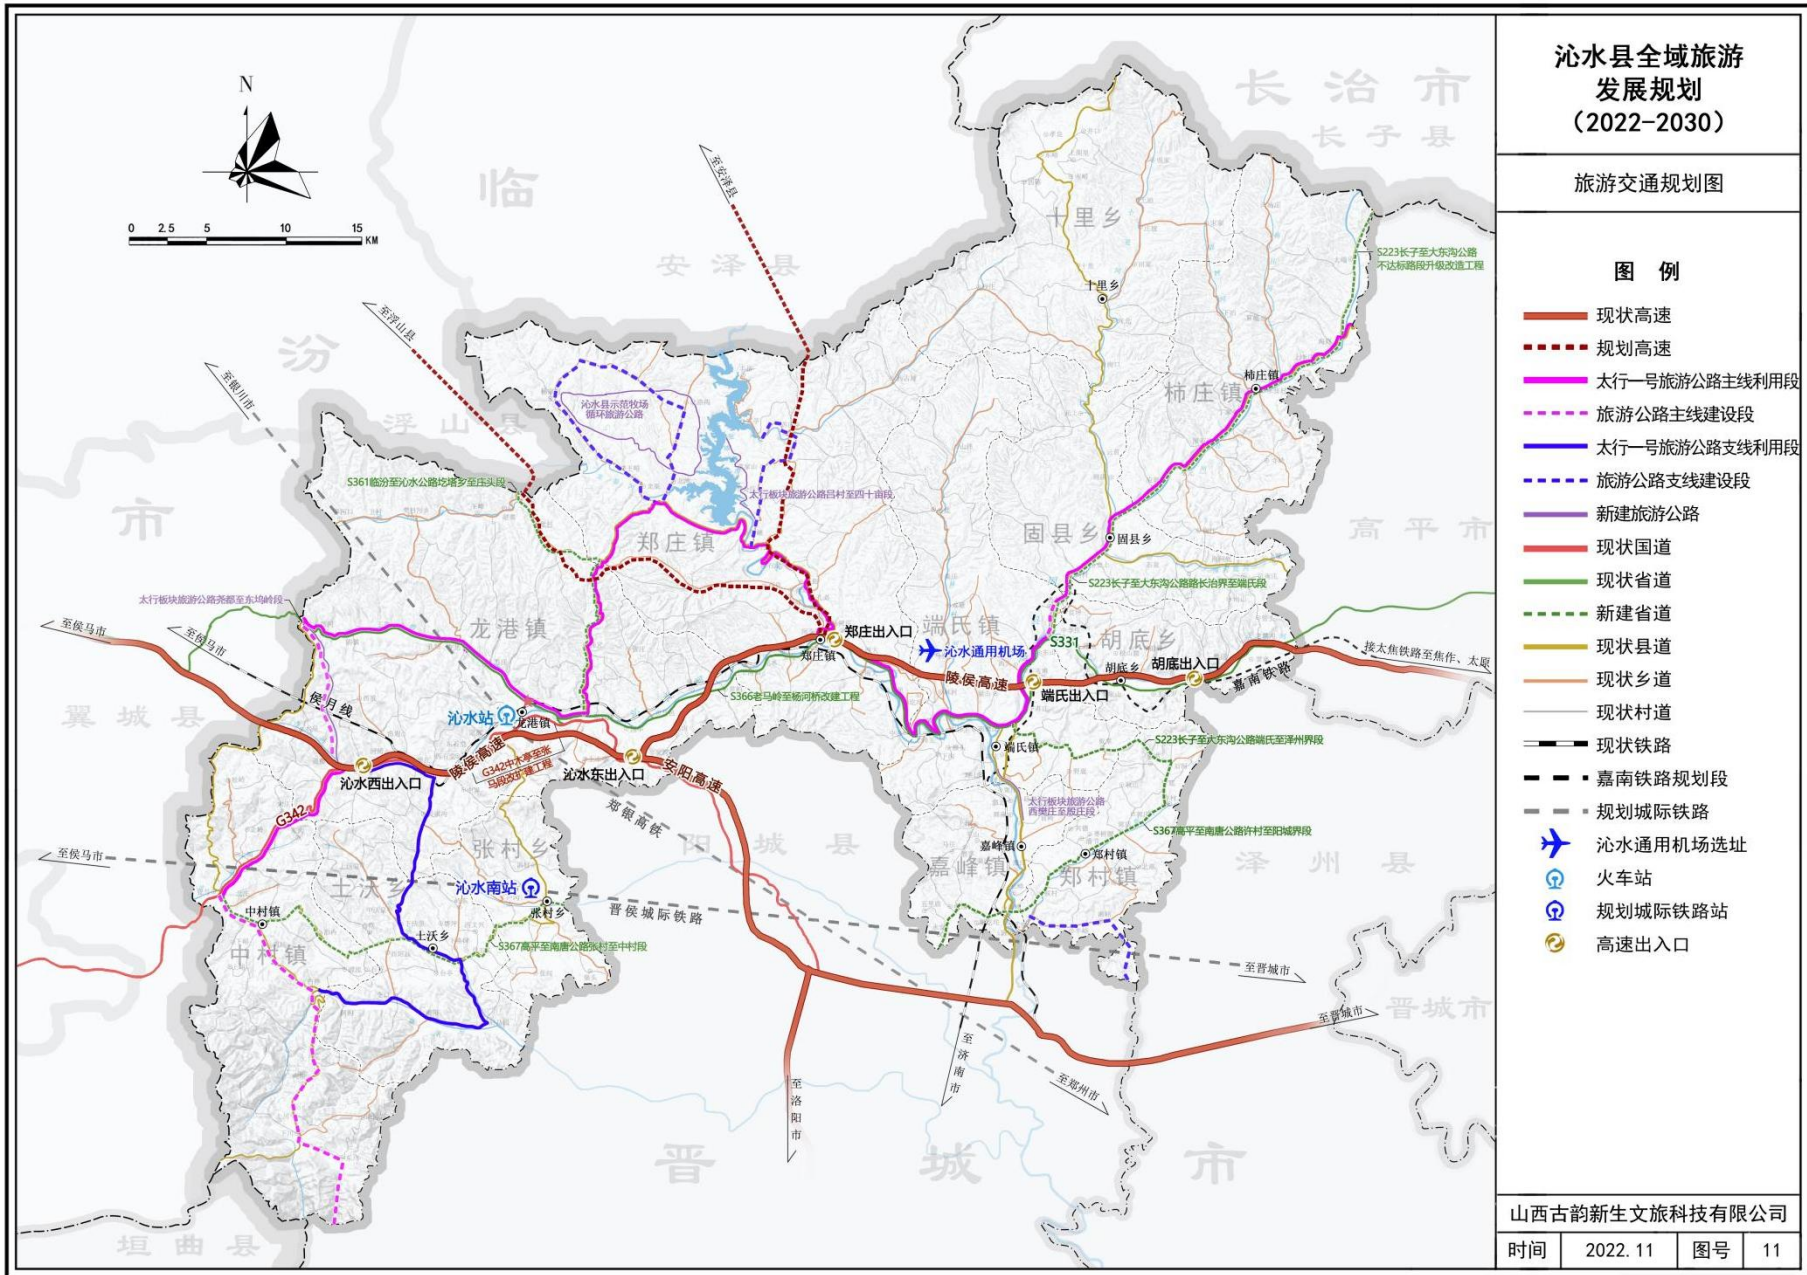 沁水县全域旅游
发展规划
（2022-2030）
旅游交通规划图
图 例
现状高速
规划高速
太行一号旅游公路主线利用段
旅游公路主线建设段
太行一号旅游公路支线利用段
旅游公路支线建设段
新建旅游公路
现状国道
现状省道
新建省道
现状县道
现状乡道
现状村道
现状铁路
嘉南铁路规划段
规划城际铁路
沁水通用机场选址
火车站
规划城际铁路站
高速出入口
山西古韵新生文旅科技有限公司
时间
2022.11
图号
11
N
0 2.5 5 10 15 KM
长治市
长子县
临
汾
市
安泽县
浮山县
翼城县
垣曲县
阳城县
高平市
泽州县
晋城市
晋城市
至安泽县
至浮山县
至银川市
至侯马市
至侯马市
至侯马市
至洛阳市
至济南市
至郑州市
至晋城市
至晋城市
接太焦铁路至焦作、太原
十里乡
十里乡
柿庄镇
柿庄镇
固县乡
固县乡
郑庄镇
郑庄镇
龙港镇
龙港镇
端氏镇
端氏镇
胡底乡
胡底乡
嘉峰镇
嘉峰镇
郑村镇
郑村镇
张村乡
张村乡
土沃乡
土沃乡
中村镇
中村镇
S223长子至大东沟公路
不达标路段升级改造工程
沁水县示范牧场
循环旅游公路
S361临汾至沁水公路圪塔乡至庄头段
太行板块旅游公路吕村至四十亩段
太行板块旅游公路尧都至东坞岭段
S223长子至大东沟公路路长治界至端氏段
S331
郑庄出入口
沁水通用机场
陵侯高速
端氏出入口
胡底出入口
嘉南铁路
S366老马岭至杨河桥改建工程
侯月线
沁水站
陵侯高速
G342中木亭至张
马段改扩建工程
沁水西出入口
沁水东出入口
安阳高速
G342
郑银高铁
沁水南站
晋侯城际铁路
S367高平至南唐公路张村至中村段
S223长子至大东沟公路端氏至泽州界段
太行板块旅游公路
西樊庄至殷庄段
S367高平至南唐公路许村至阳城界段